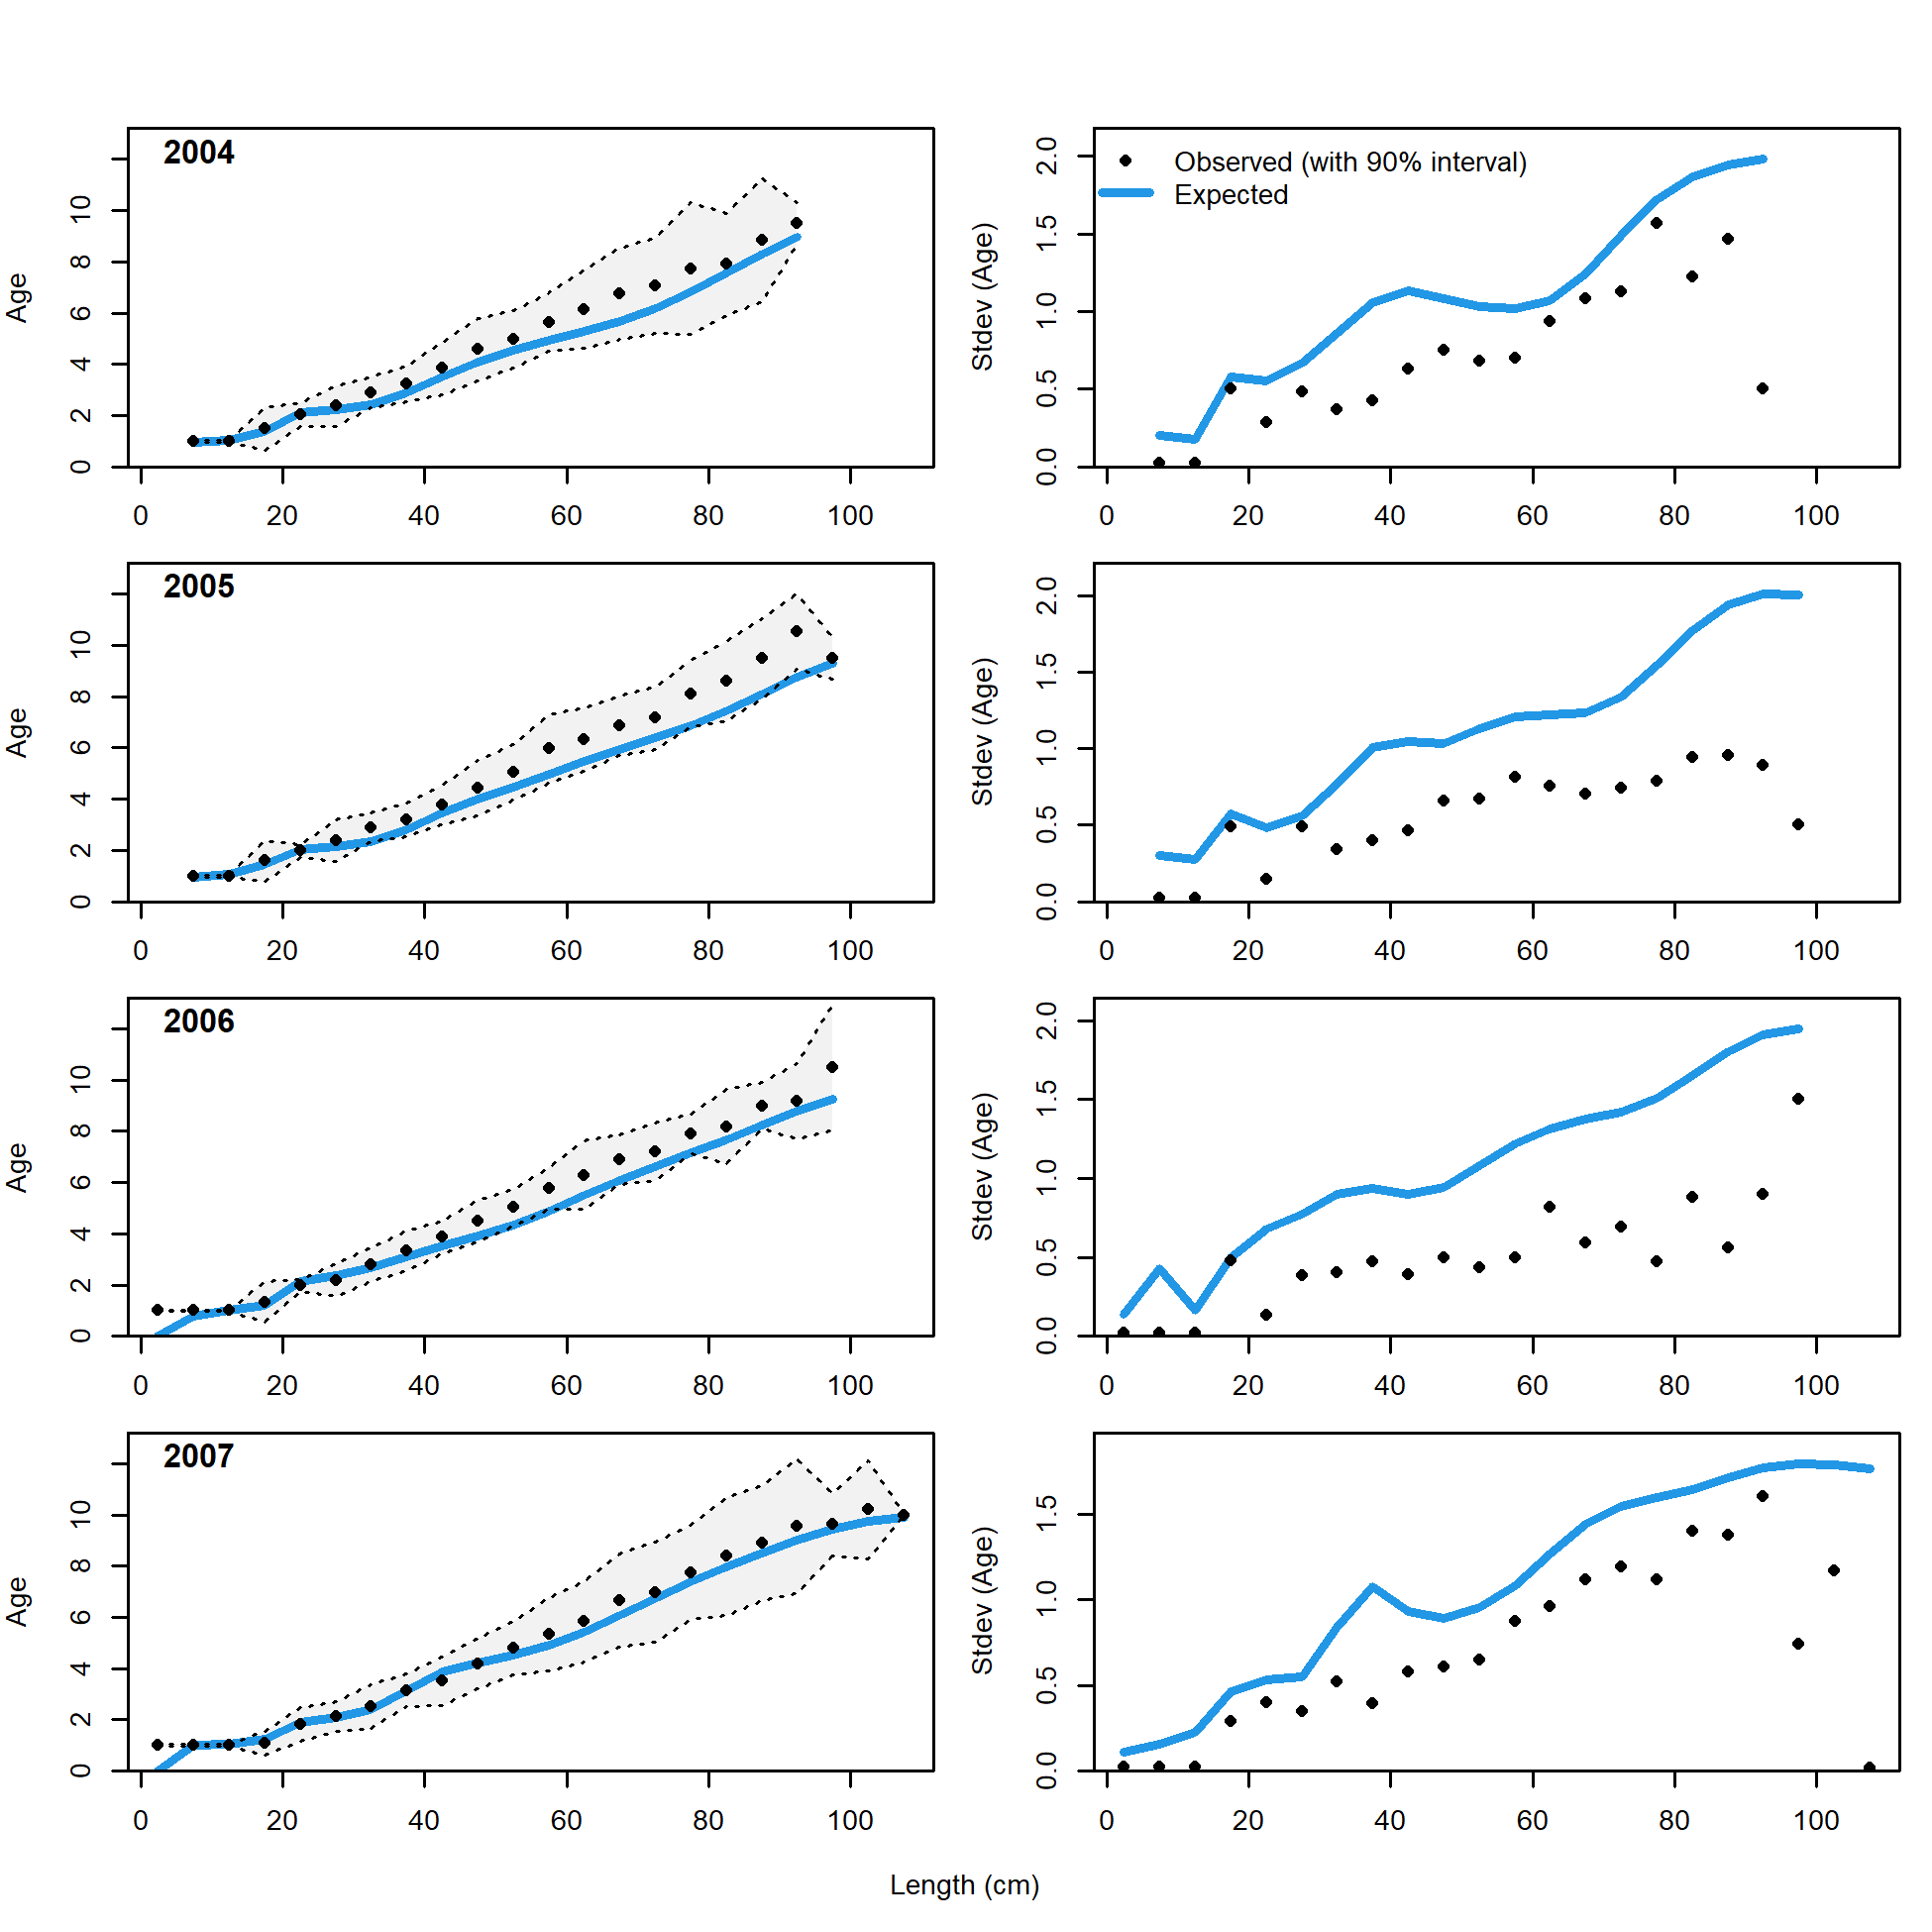 2004
Age
0 2 4 6 8 10
0 20 40 60 80 100
Observed (with 90% interval)
Expected
Stdev (Age)
0.0 0.5 1.0 1.5 2.0
0 20 40 60 80 100
2005
Age
0 2 4 6 8 10
0 20 40 60 80 100
Stdev (Age)
0.0 0.5 1.0 1.5 2.0
0 20 40 60 80 100
2006
Age
0 2 4 6 8 10
0 20 40 60 80 100
Stdev (Age)
0.0 0.5 1.0 1.5 2.0
0 20 40 60 80 100
2007
Age
0 2 4 6 8 10
0 20 40 60 80 100
Stdev (Age)
0.0 0.5 1.0 1.5
0 20 40 60 80 100
Length (cm)